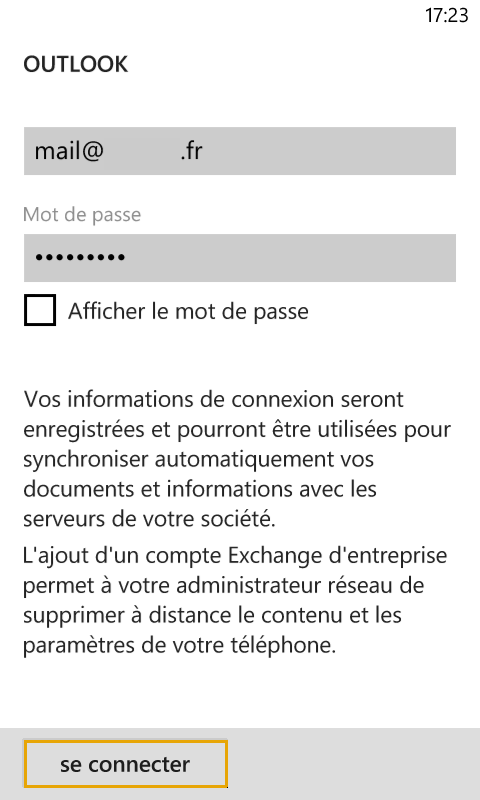 17:23
OUTLOOK
mail@ .fr
Mot de passe
•••••••••
Afficher le mot de passe
Vos informations de connexion seront
enregistrées et pourront être utilisées pour
synchroniser automatiquement vos
documents et informations avec les
serveurs de votre société.
L'ajout d'un compte Exchange d'entreprise
permet à votre administrateur réseau de
supprimer à distance le contenu et les
paramètres de votre téléphone.
se connecter